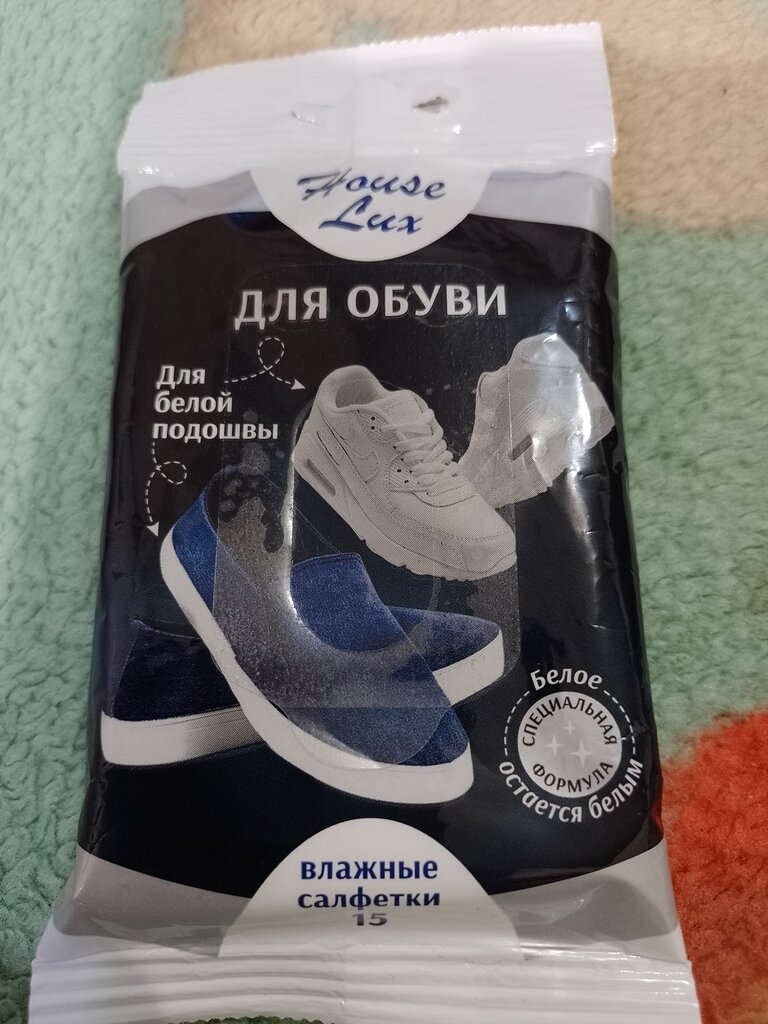 House
Lux
ДЛЯ ОБУВИ
Для
белой
подошвы
Белое
СПЕЦИАЛЬНАЯ
ФОРМУЛА
остается белым
влажные
салфетки
15